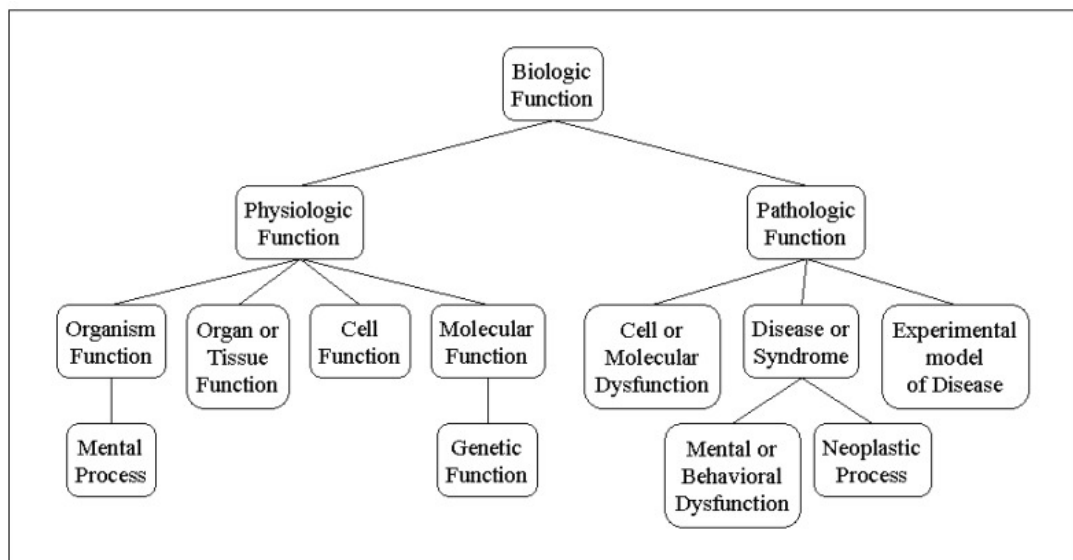 Biologic
Function
Physiologic
Function
Pathologic
Function
Organism
Function
Organ or
Tissue
Function
Cell
Function
Molecular
Function
Cell or
Molecular
Dysfunction
Disease or
Syndrome
Experimental
model
of Disease
Mental
Process
Genetic
Function
Mental or
Behavioral
Dysfunction
Neoplastic
Process